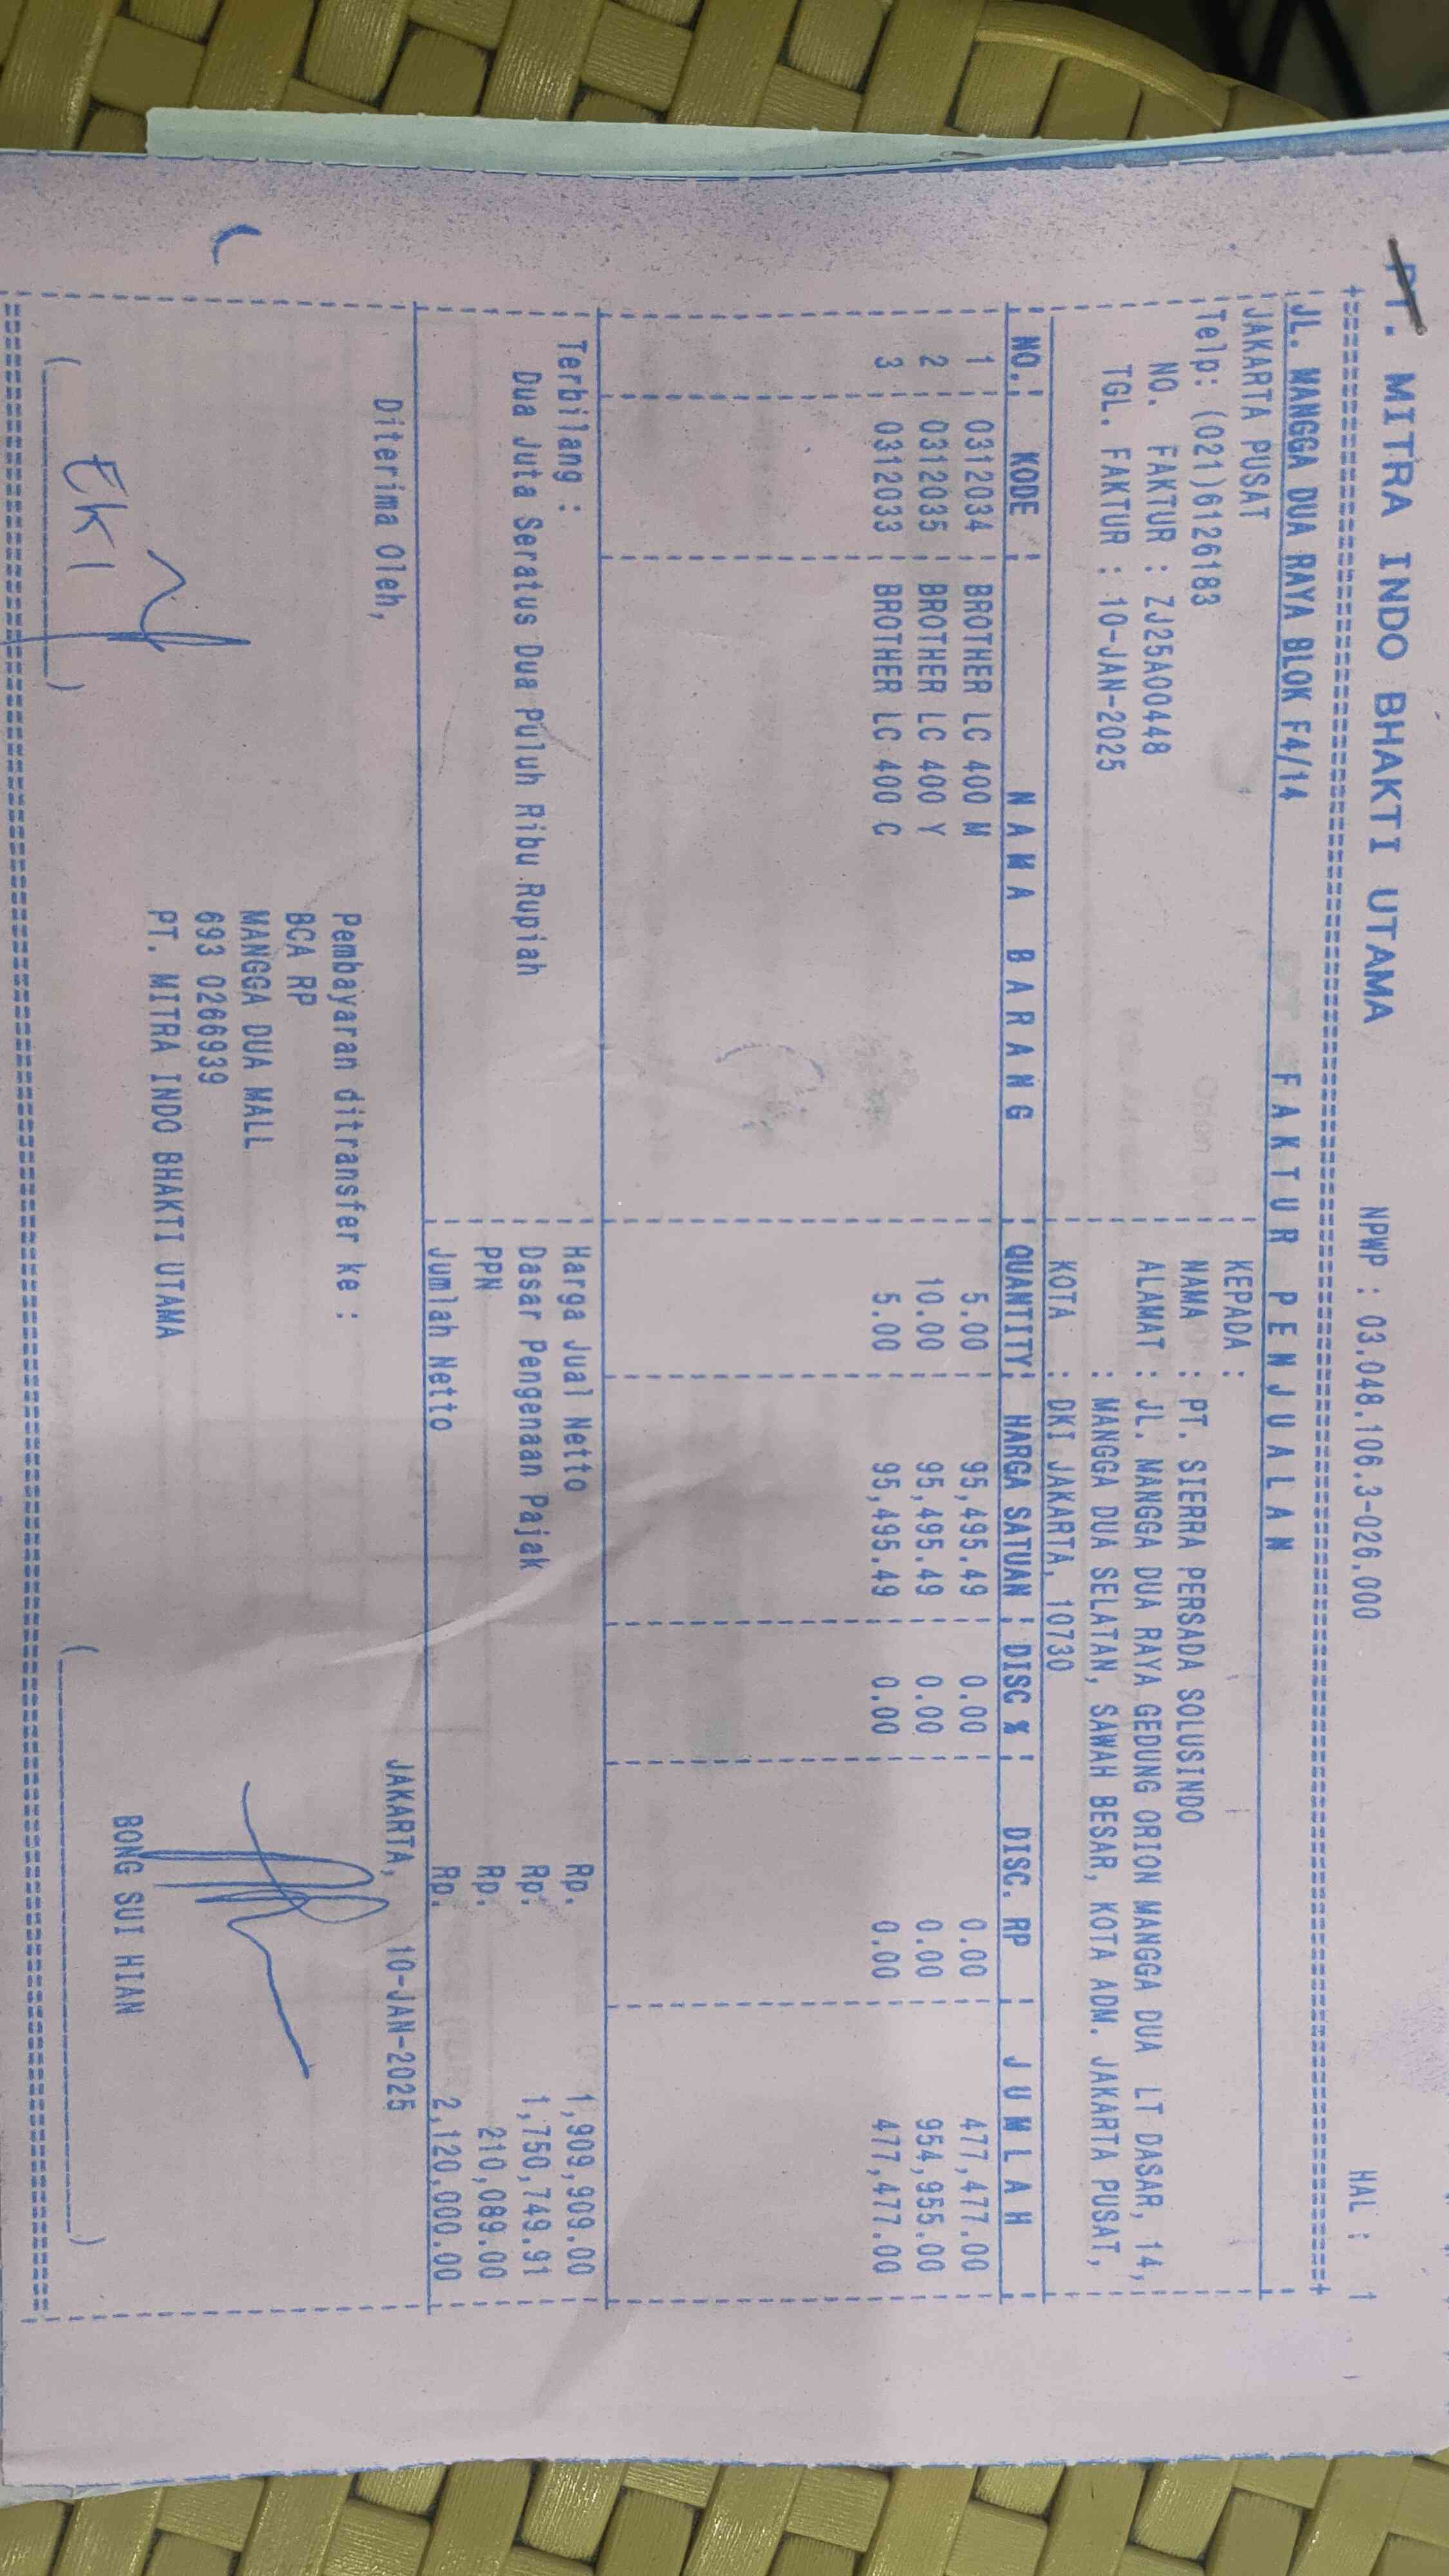 PT. MITRA INDO BHAKTI UTAMA NPWP : 03.048.106.3-026.000 HAL : 1
JL. MANGGA DUA RAYA BLOK F4/14 FAKTUR PENJUALAN
JAKARTA PUSAT KEPADA :
Telp: (021)6126183 NAMA : PT. SIERRA PERSADA SOLUSINDO
NO. FAKTUR : ZJ25A00448 ALAMAT : JL. MANGGA DUA RAYA GEDUNG ORION MANGGA DUA LT DASAR, 14,
TGL. FAKTUR : 10-JAN-2025 : MANGGA DUA SELATAN, SAWAH BESAR, KOTA ADM. JAKARTA PUSAT,
KOTA : DKI JAKARTA, 10730
NO. KODE NAMA BARANG QUANTITY HARGA SATUAN DISC % DISC. RP JUMLAH
1 0312034 BROTHER LC 400 M 5.00 95,495.49 0.00 0.00 477,477.00
2 0312035 BROTHER LC 400 Y 10.00 95,495.49 0.00 0.00 954,955.00
3 0312033 BROTHER LC 400 C 5.00 95,495.49 0.00 0.00 477,477.00
Terbilang : Harga Jual Netto Rp. 1,909,909.00
Dua Juta Seratus Dua Puluh Ribu Rupiah Dasar Pengenaan Pajak Rp. 1,750,749.91
PPN Rp. 210,089.00
Jumlah Netto Rp. 2,120,000.00
Diterima Oleh, JAKARTA, 10-JAN-2025
Pembayaran ditransfer ke :
BCA RP
MANGGA DUA MALL
693 0266939
PT. MITRA INDO BHAKTI UTAMA
BONG SUI HIAN
EKI